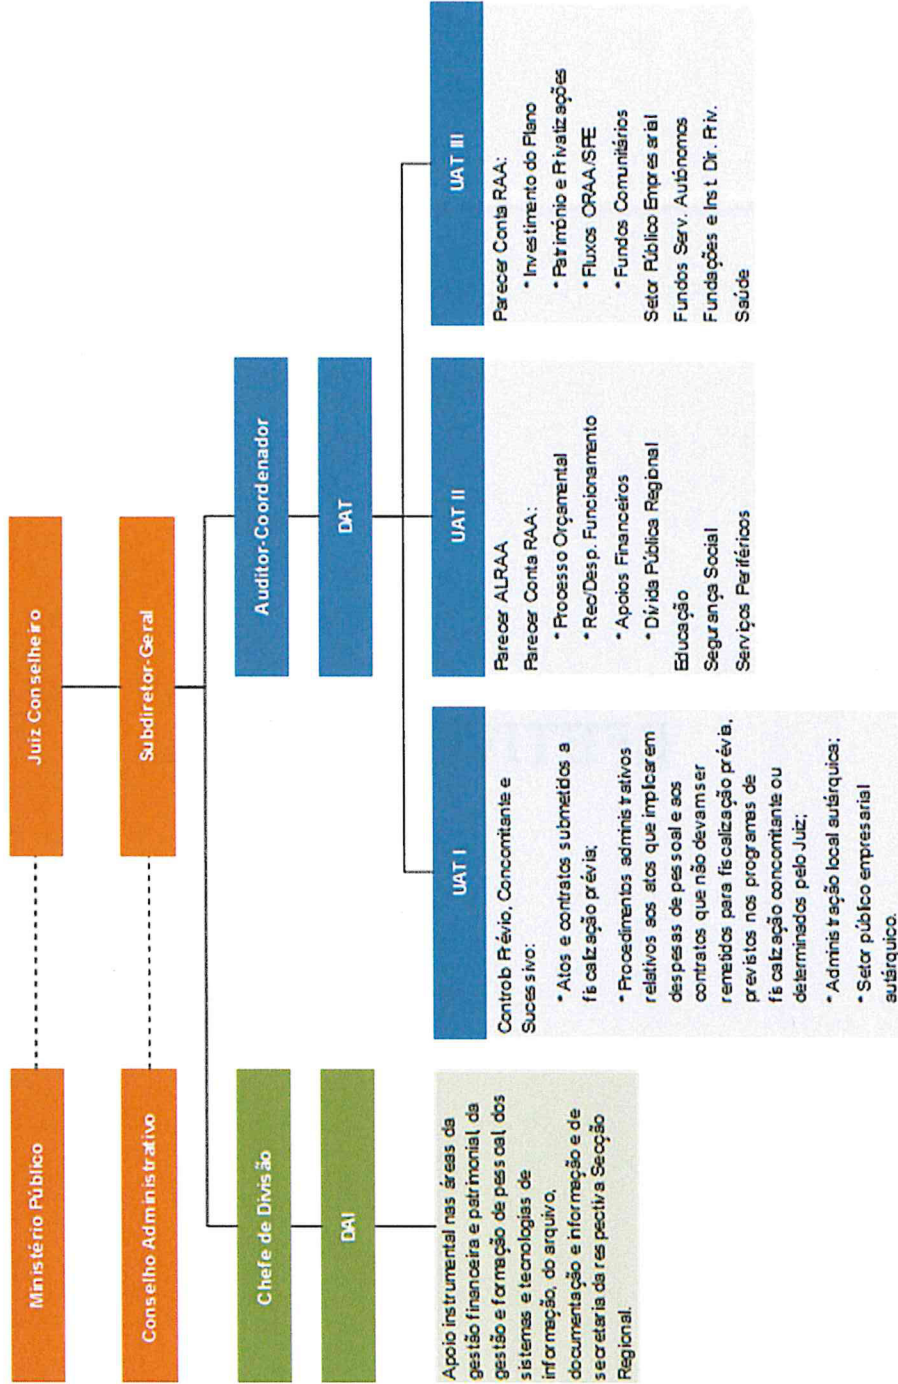 Ministério Público
Juiz Conselheiro
Conselho Administrativo
Subdiretor-Geral
Chefe de Divisão
Auditor-Coordenador
DAI
DAT
Apoio instrumental nas áreas da
gestão financeira e patrimonial, da
gestão e formação de pessoal, dos
sistemas e tecnologias de
informação, do arquivo,
documentação e informação e de
secretaria da respectiva Secção
Regional.
UAT I
Controlo Prévio, Concomitante e
Sucessivo:
* Atos e contratos submetidos a
fiscalização prévia;
* Procedimentos administrativos
relativos aos atos que implicarem
despesas de pessoal e aos
contratos que não devam ser
remetidos para fiscalização prévia,
previstos nos programas de
fiscalização concomitante ou
determinados pelo Juiz;
* Administração local autárquica;
* Setor público empresarial
autárquico.
UAT II
Parecer ALRAA
Parecer Conta RAA:
* Processo Orçamental
* Rec/Desp. Funcionamento
* Apoios Financeiros
* Dívida Pública Regional
Educação
Segurança Social
Serviços Periféricos
UAT III
Parecer Conta RAA:
* Investimento do Plano
* Património e Privatizações
* Fluxos ORAA/SPE
* Fundos Comunitários
Setor Público Empresarial
Fundos Serv. Autónomos
Fundações e Inst. Dir. Priv.
Saúde